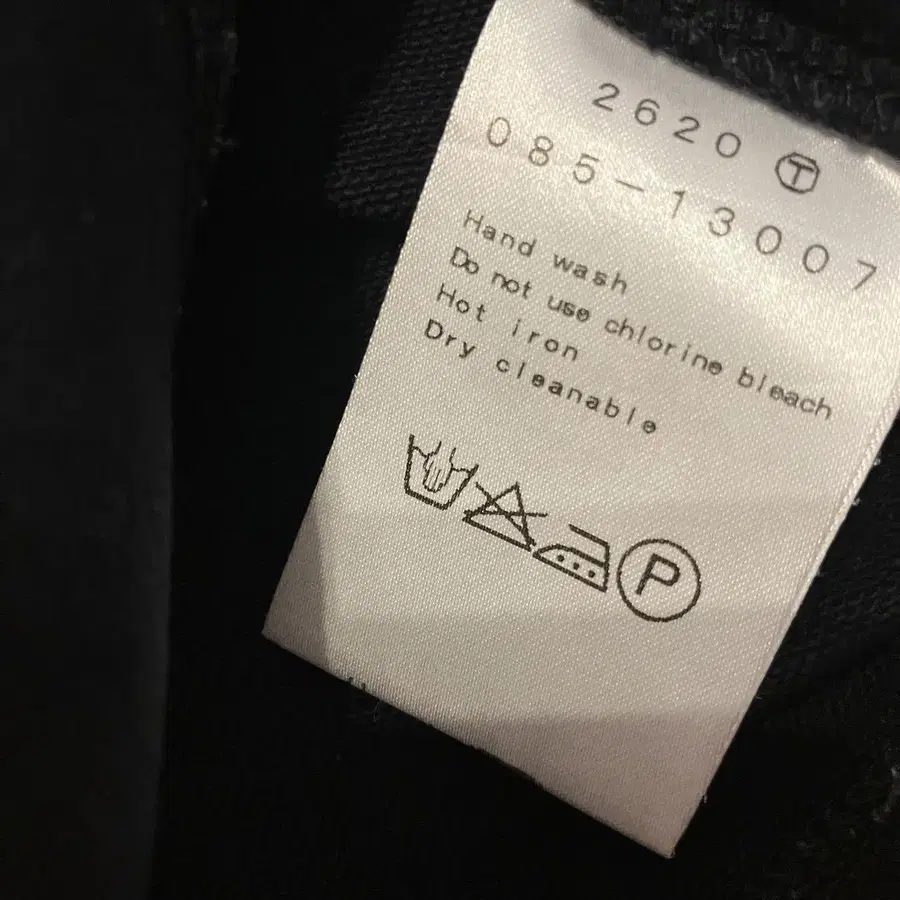 2620 Ⓣ
085-13007
Hand wash
Do not use chlorine bleach
Hot iron
Dry cleanable
P